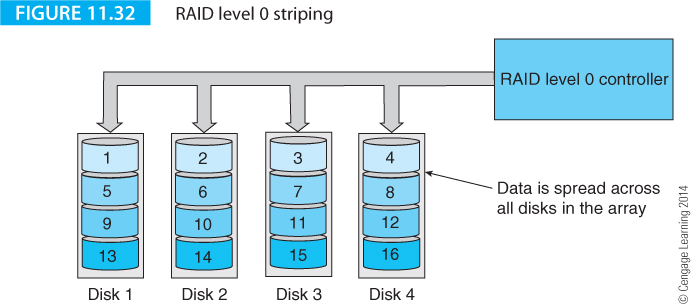 FIGURE 11.32 RAID level 0 striping
RAID level 0 controller
1 2 3 4
5 6 7 8
9 10 11 12
13 14 15 16
Data is spread across
all disks in the array
Disk 1 Disk 2 Disk 3 Disk 4
© Cengage Learning 2014